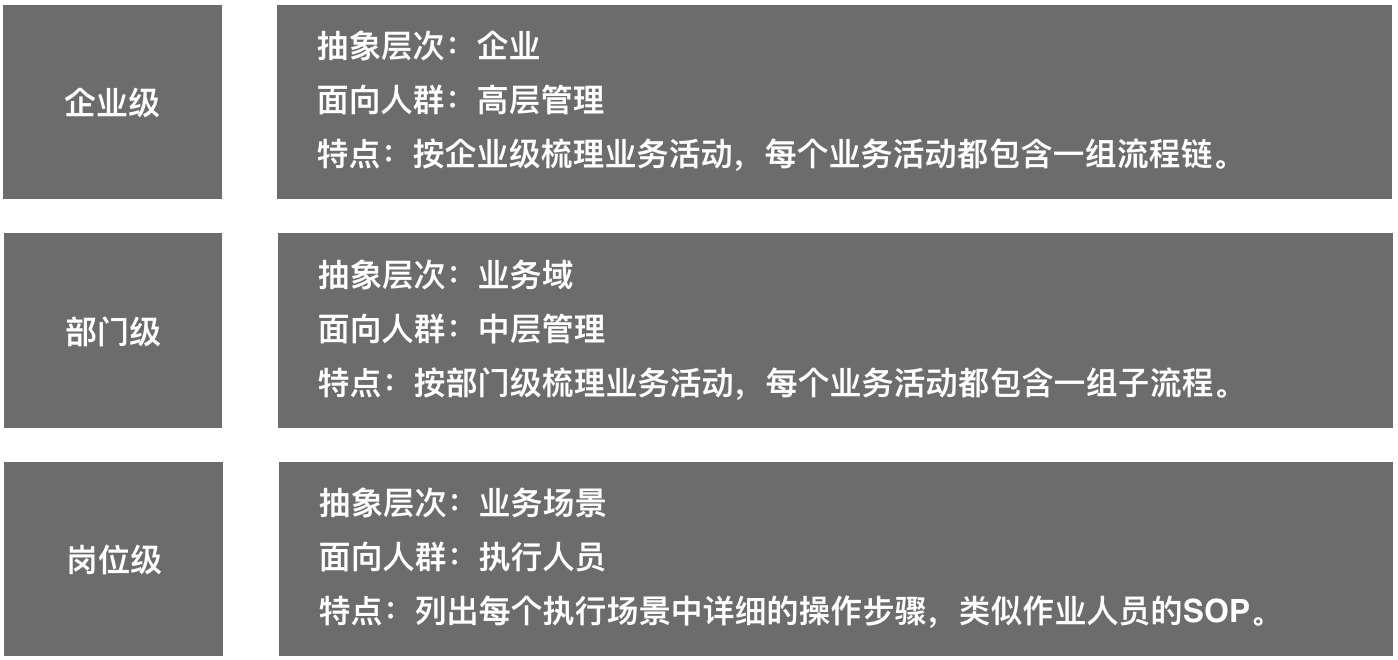 企业级
抽象层次：企业
面向人群：高层管理
特点：按企业级梳理业务活动，每个业务活动都包含一组流程链。
部门级
抽象层次：业务域
面向人群：中层管理
特点：按部门级梳理业务活动，每个业务活动都包含一组子流程。
岗位级
抽象层次：业务场景
面向人群：执行人员
特点：列出每个执行场景中详细的操作步骤，类似作业人员的SOP。